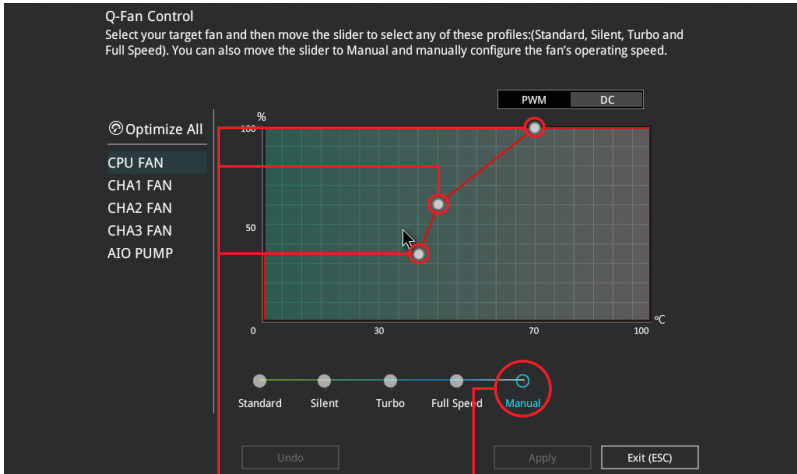 Q-Fan Control
Select your target fan and then move the slider to select any of these profiles:(Standard, Silent, Turbo and
Full Speed). You can also move the slider to Manual and manually configure the fan's operating speed.
PWM DC
%
Optimize All
100
CPU FAN
CHA1 FAN
CHA2 FAN
50
CHA3 FAN
AIO PUMP
°C
0 30 70 100
Standard Silent Turbo Full Speed Manual
Undo Apply Exit (ESC)